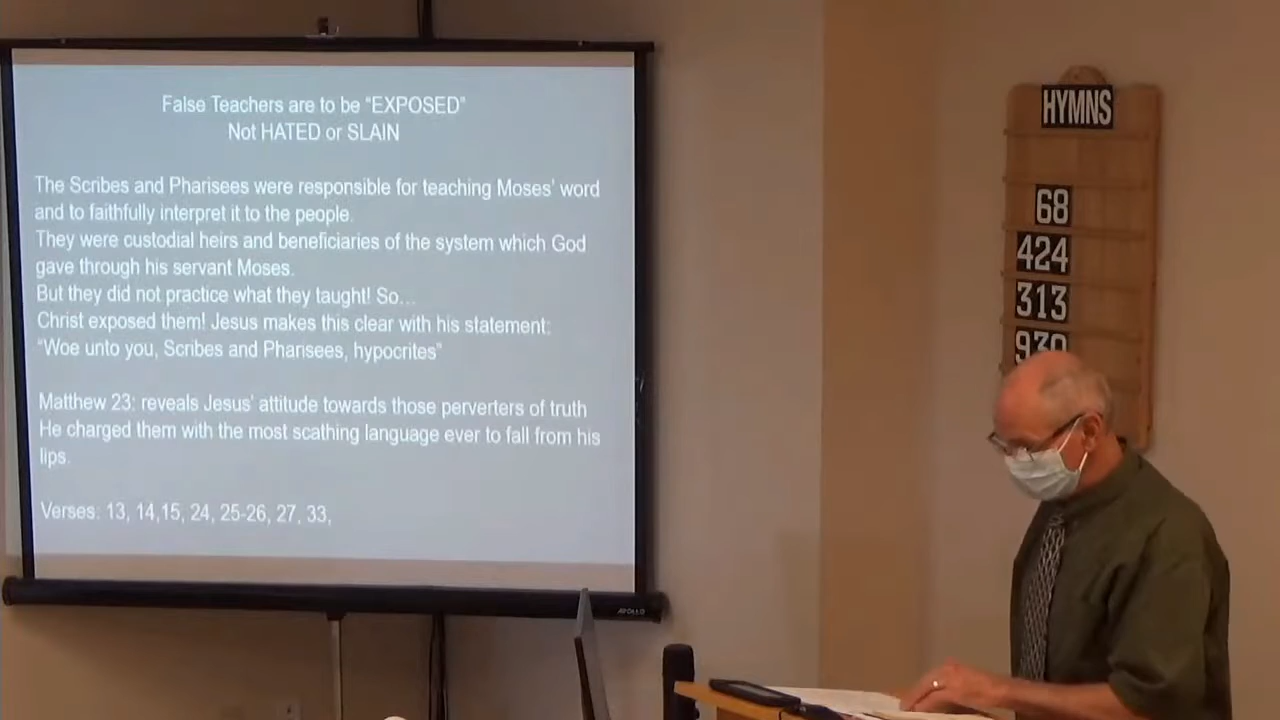 False Teachers are to be “EXPOSED”
Not HATED or SLAIN
The Scribes and Pharisees were responsible for teaching Moses’ word
and to faithfully interpret it to the people.
They were custodial heirs and beneficiaries of the system which God
gave through his servant Moses.
But they did not practice what they taught! So...
Christ exposed them! Jesus makes this clear with his statement:
“Woe unto you, Scribes and Pharisees, hypocrites”
Matthew 23: reveals Jesus’ attitude towards those perverters of truth
He charged them with the most scathing language ever to fall from his
lips.
Verses: 13, 14,15, 24, 25-26, 27, 33,
APOLLO
HYMNS
68
424
313
930